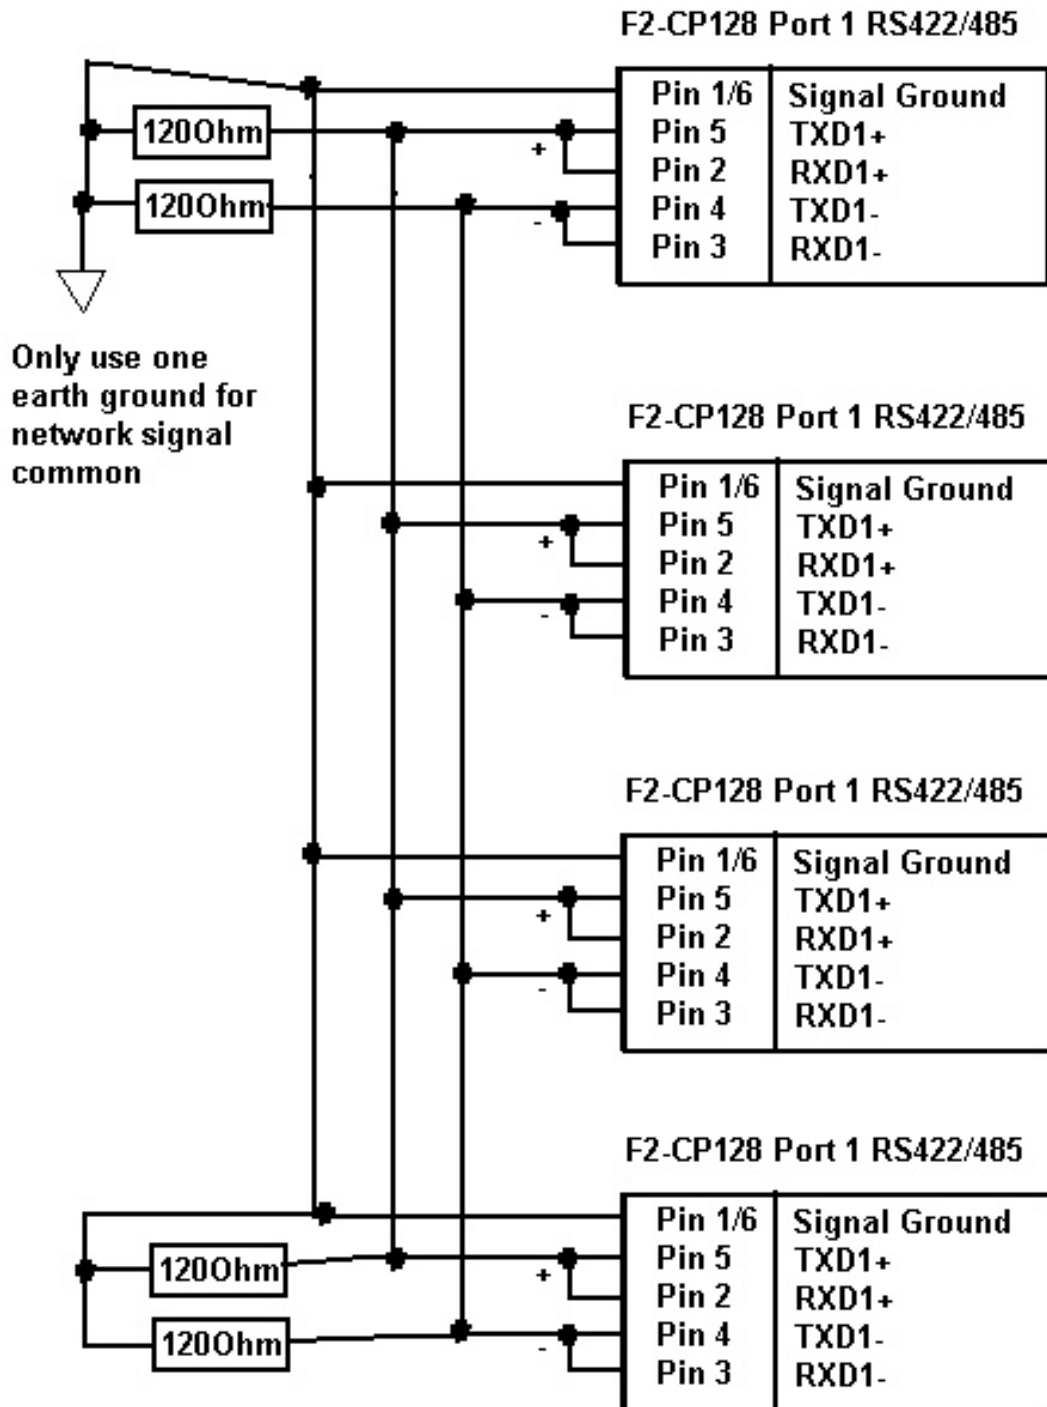 F2-CP128 Port 1 RS422/485
Pin 1/6 Signal Ground
120Ohm Pin 5 TXD1+
+
Pin 2 RXD1+
120Ohm Pin 4 TXD1-
-
Pin 3 RXD1-
Only use one
earth ground for
network signal
common
F2-CP128 Port 1 RS422/485
Pin 1/6 Signal Ground
Pin 5 TXD1+
+
Pin 2 RXD1+
Pin 4 TXD1-
-
Pin 3 RXD1-
F2-CP128 Port 1 RS422/485
Pin 1/6 Signal Ground
Pin 5 TXD1+
+
Pin 2 RXD1+
Pin 4 TXD1-
-
Pin 3 RXD1-
F2-CP128 Port 1 RS422/485
Pin 1/6 Signal Ground
120Ohm Pin 5 TXD1+
+
Pin 2 RXD1+
120Ohm Pin 4 TXD1-
-
Pin 3 RXD1-